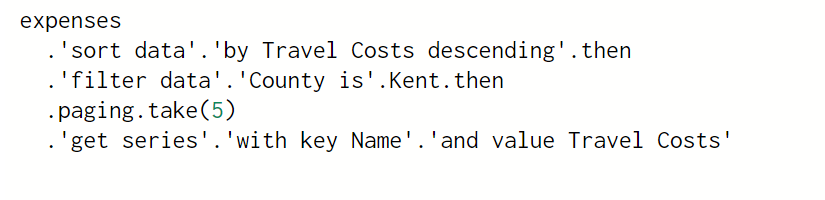 expenses
.'sort data'.'by Travel Costs descending'.then
.'filter data'.'County is'.Kent.then
.paging.take(5)
.'get series'.'with key Name'.'and value Travel Costs'